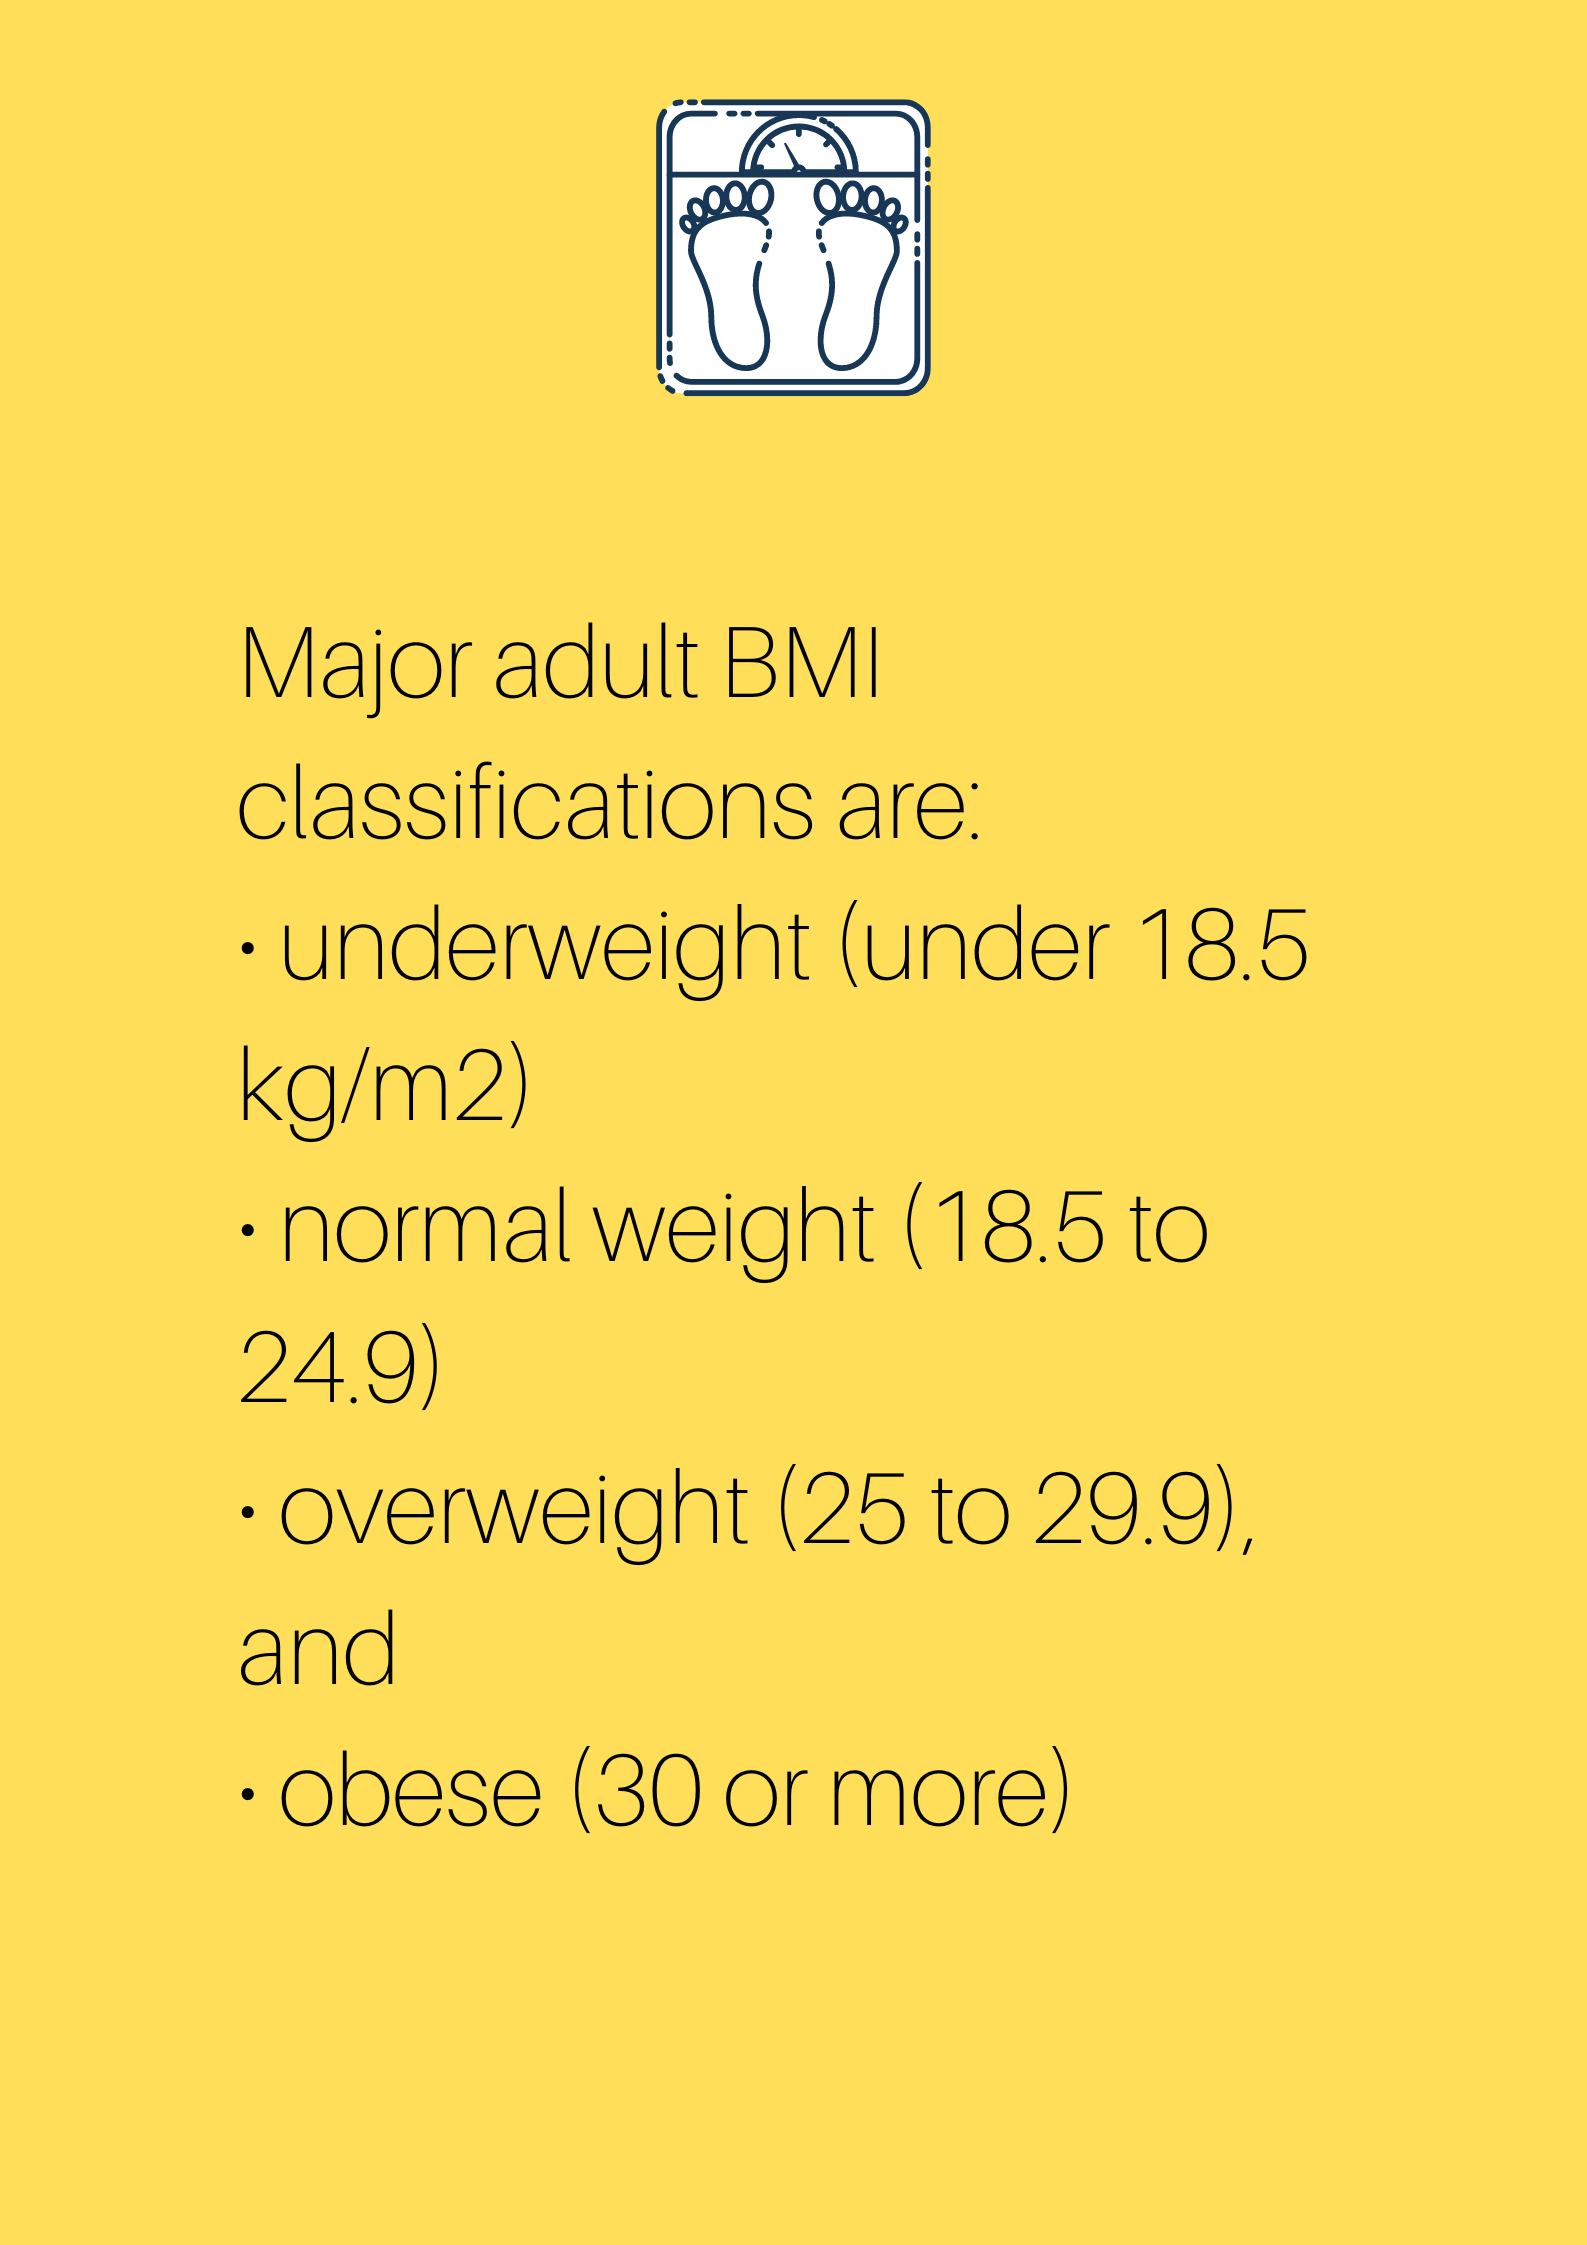 Major adult BMI
classifications are:
• underweight (under 18.5
kg/m2)
• normal weight (18.5 to
24.9)
• overweight (25 to 29.9),
and
• obese (30 or more)